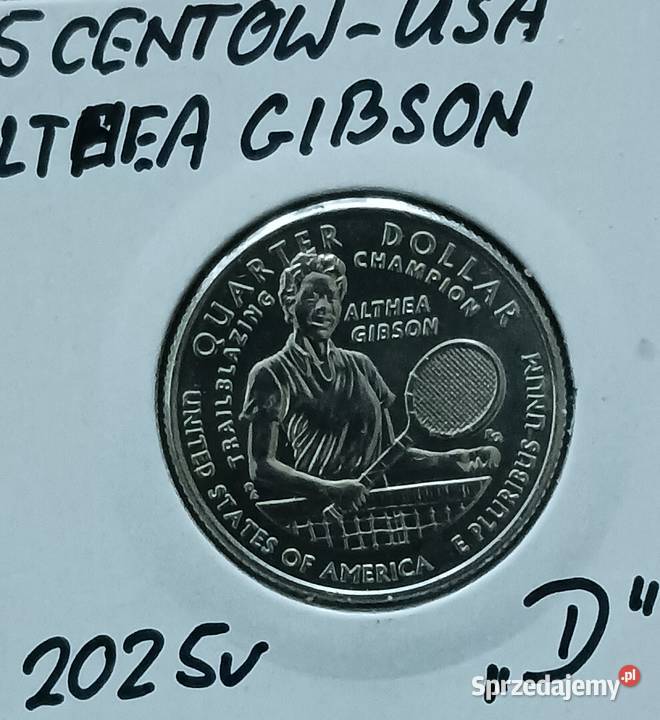 5 CENTÓW-USA
LTHEA GIBSON
QUARTER DOLLAR
TRAILBLAZING CHAMPION
ALTHEA
GIBSON
UNITED STATES OF AMERICA
E PLURIBUS UNUM
2025r
„D"
Sprzedajemy.pl